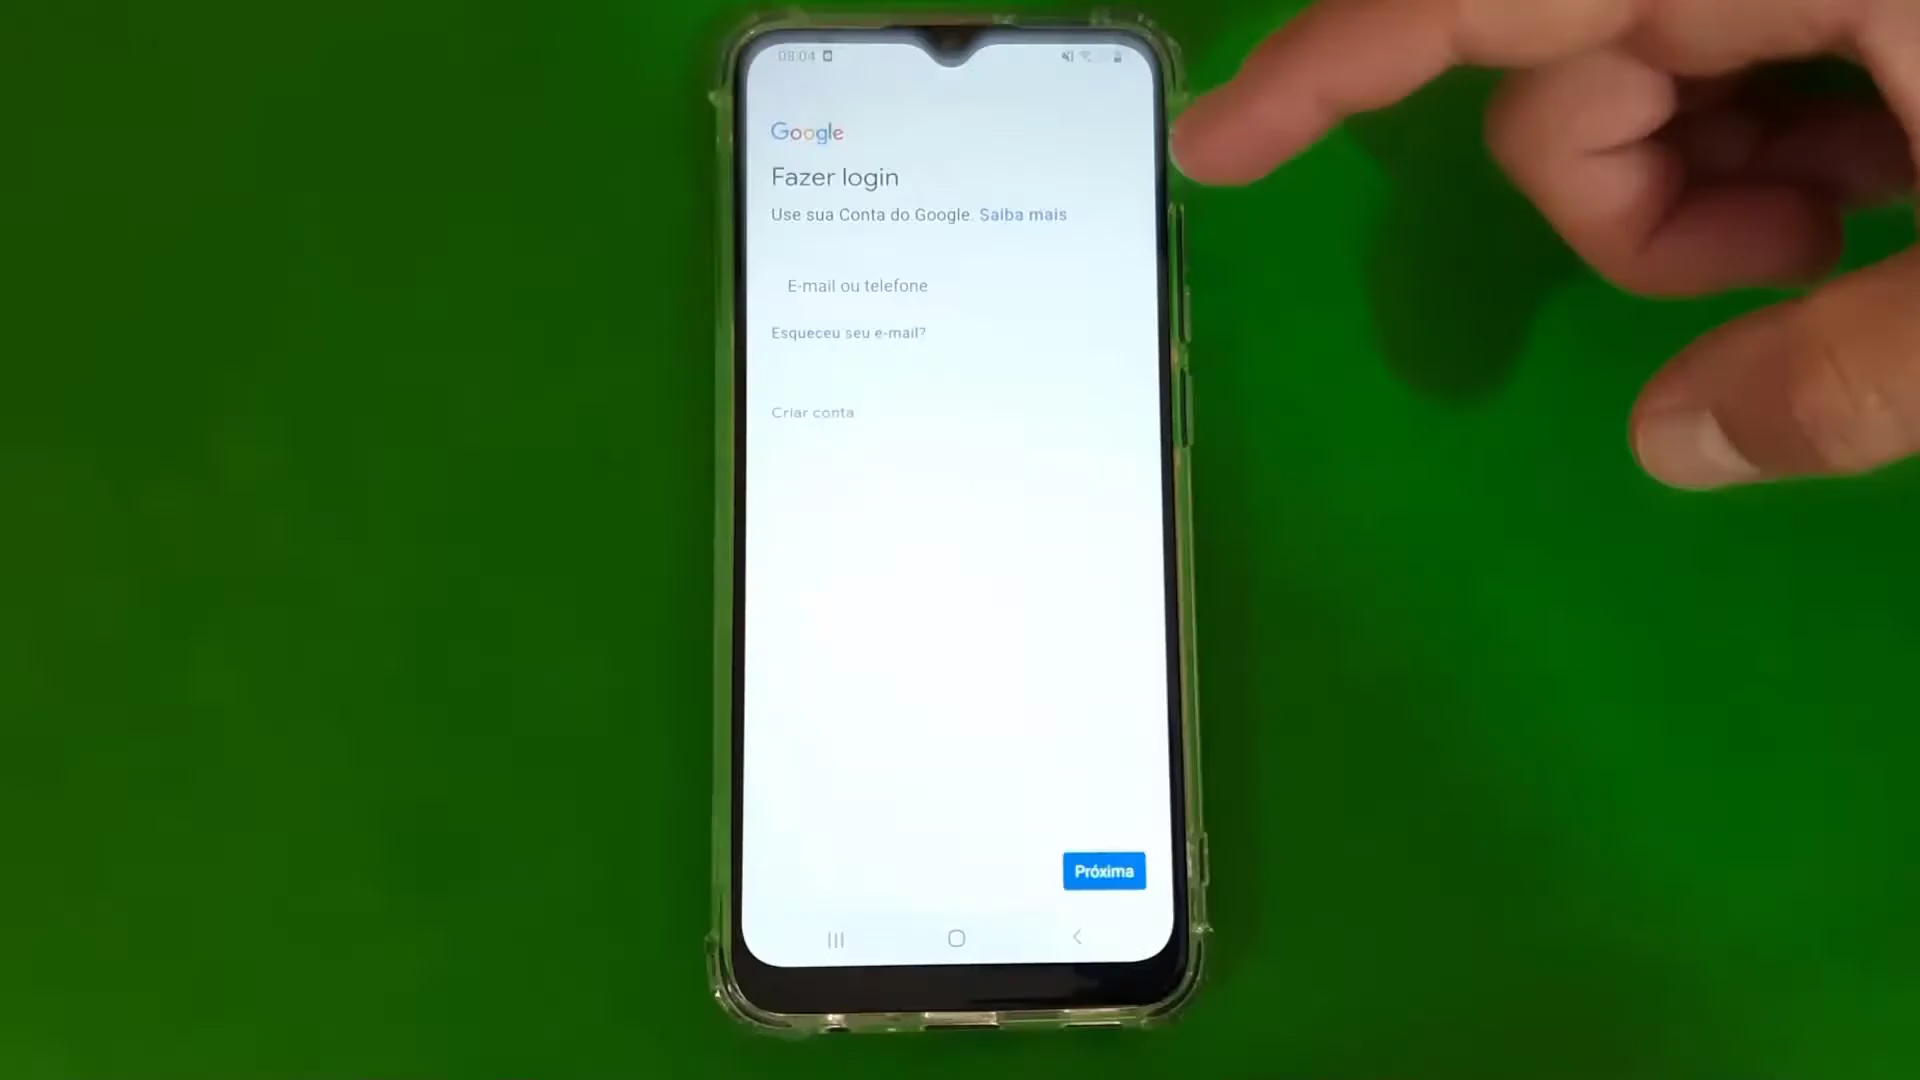 08:04
Google
Fazer login
Use sua Conta do Google. Saiba mais
E-mail ou telefone
Esqueceu seu e-mail?
Criar conta
Próxima